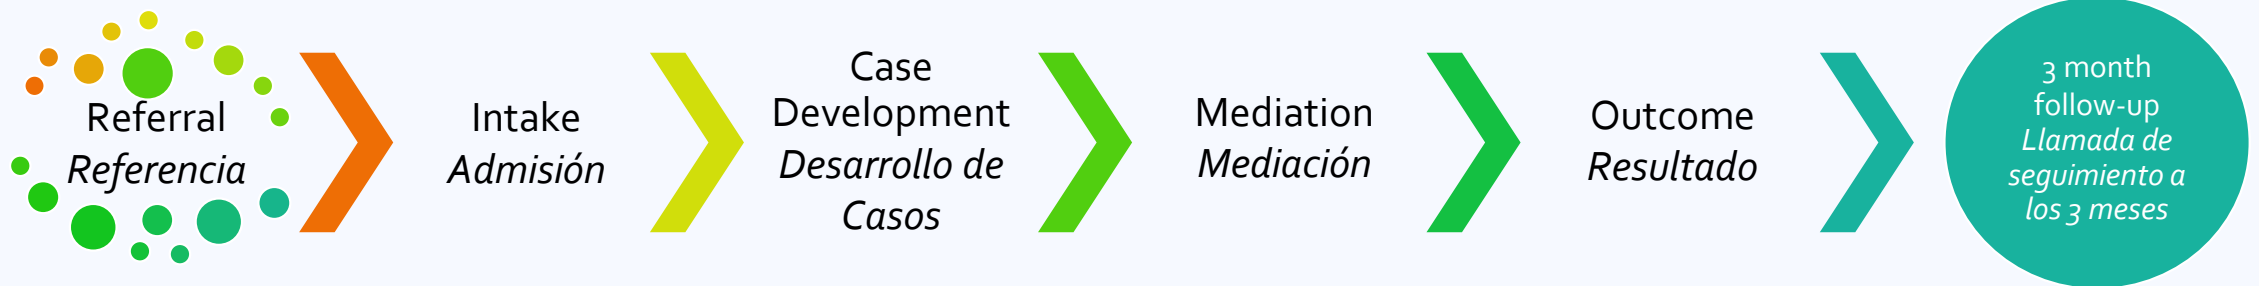 Referral
Referencia
Intake
Admisión
Case
Development
Desarrollo de
Casos
Mediation
Mediación
Outcome
Resultado
3 month
follow-up
Llamada de
seguimiento a
los 3 meses